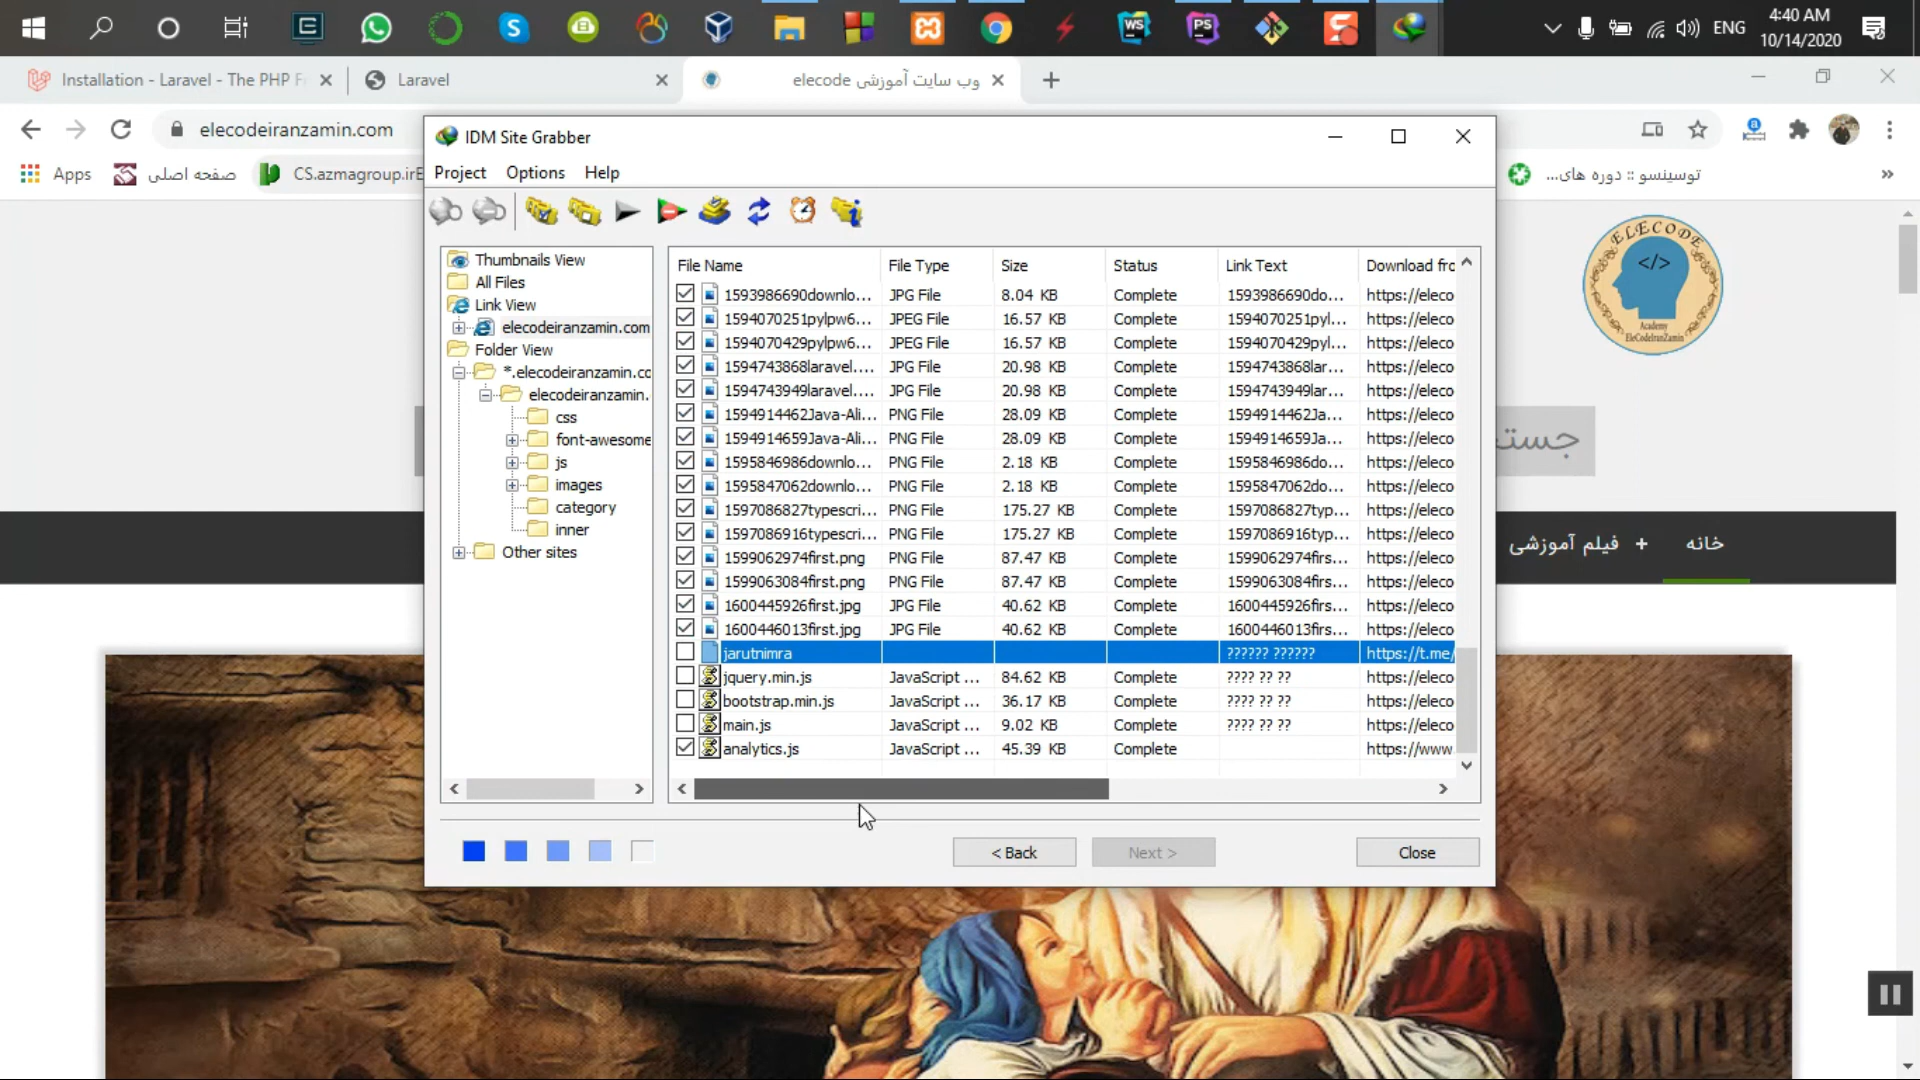 ENG
4:40 AM
10/14/2020
Installation - Laravel - The PHP Fr
Laravel
وب سایت آموزشی elecode
elecodeiranzamin.com
Apps
صفحه اصلی
CS.azmagroup.irE
توسینسو :: دوره های...
IDM Site Grabber
Project Options Help
Thumbnails View
All Files
Link View
elecodeiranzamin.com
Folder View
*.elecodeiranzamin.cc
elecodeiranzamin.
css
font-awesome
js
images
category
inner
Other sites
File Name File Type Size Status Link Text Download fro
1593986690downlo... JPG File 8.04 KB Complete 1593986690do... https://eleco
1594070251pylpw6... JPEG File 16.57 KB Complete 1594070251pyl... https://eleco
1594070429pylpw6... JPEG File 16.57 KB Complete 1594070429pyl... https://eleco
1594743868laravel.... JPG File 20.98 KB Complete 1594743868lar... https://eleco
1594743949laravel.... JPG File 20.98 KB Complete 1594743949lar... https://eleco
1594914462Java-Ali... PNG File 28.09 KB Complete 1594914462Ja... https://eleco
1594914659Java-Ali... PNG File 28.09 KB Complete 1594914659Ja... https://eleco
1595846986downlo... PNG File 2.18 KB Complete 1595846986do... https://eleco
1595847062downlo... PNG File 2.18 KB Complete 1595847062do... https://eleco
1597086827typescri... PNG File 175.27 KB Complete 1597086827typ... https://eleco
1597086916typescri... PNG File 175.27 KB Complete 1597086916typ... https://eleco
1599062974first.png PNG File 87.47 KB Complete 1599062974firs... https://eleco
1599063084first.png PNG File 87.47 KB Complete 1599063084firs... https://eleco
1600445926first.jpg JPG File 40.62 KB Complete 1600445926firs... https://eleco
1600446013first.jpg JPG File 40.62 KB Complete 1600446013firs... https://eleco
jarutnimra ?????? ?????? https://t.me/
jquery.min.js JavaScript ... 84.62 KB Complete ???? ?? ?? https://eleco
bootstrap.min.js JavaScript ... 36.17 KB Complete ???? ?? ?? https://eleco
main.js JavaScript ... 9.02 KB Complete ???? ?? ?? https://eleco
analytics.js JavaScript ... 45.39 KB Complete https://www
< Back
Next >
Close
ELECODE
</>
Academy
EleCodeIranZamin
جست
خانه
فیلم آموزشی +
WS
PS